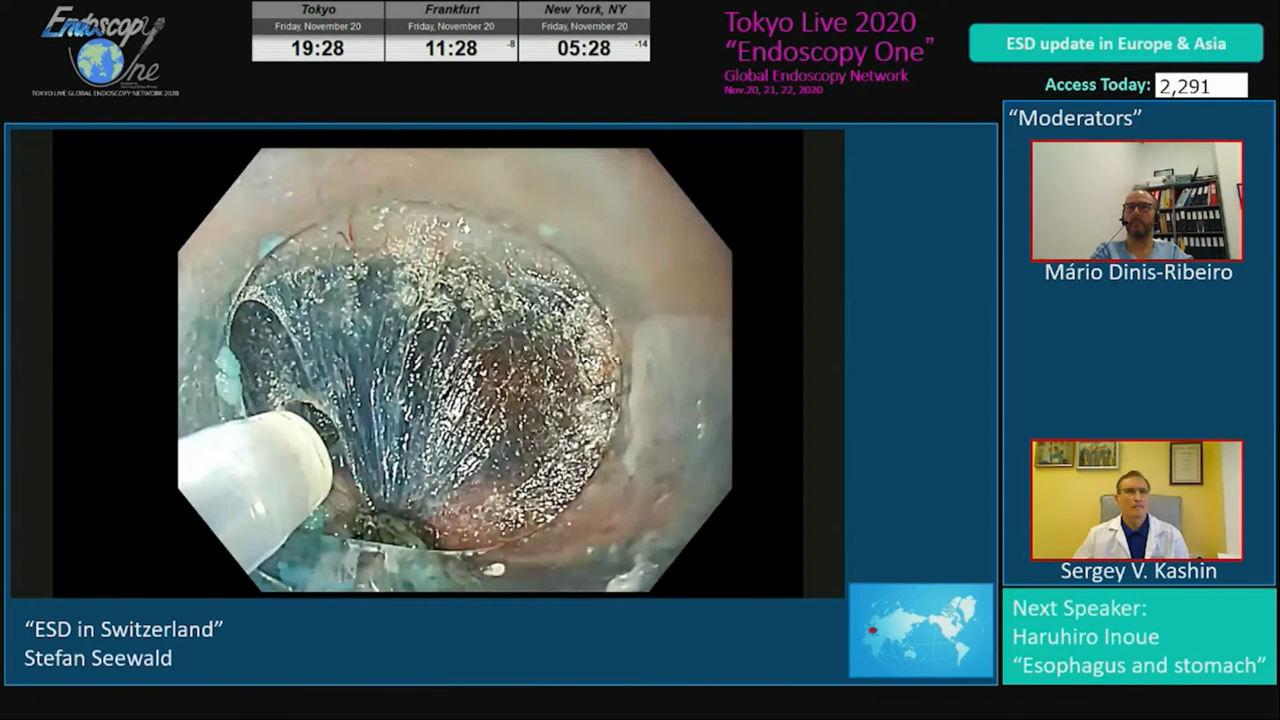 Endoscopy
One
TOKYO LIVE GLOBAL ENDOSCOPY NETWORK 2020
Tokyo
Friday, November 20
19:28
Frankfurt
Friday, November 20
11:28 -8
New York, NY
Friday, November 20
05:28 -14
Tokyo Live 2020
“Endoscopy One”
Global Endoscopy Network
Nov.20, 21, 22, 2020
ESD update in Europe & Asia
Access Today: 2,291
“Moderators”
Mário Dinis-Ribeiro
Sergey V. Kashin
“ESD in Switzerland”
Stefan Seewald
Next Speaker:
Haruhiro Inoue
“Esophagus and stomach”